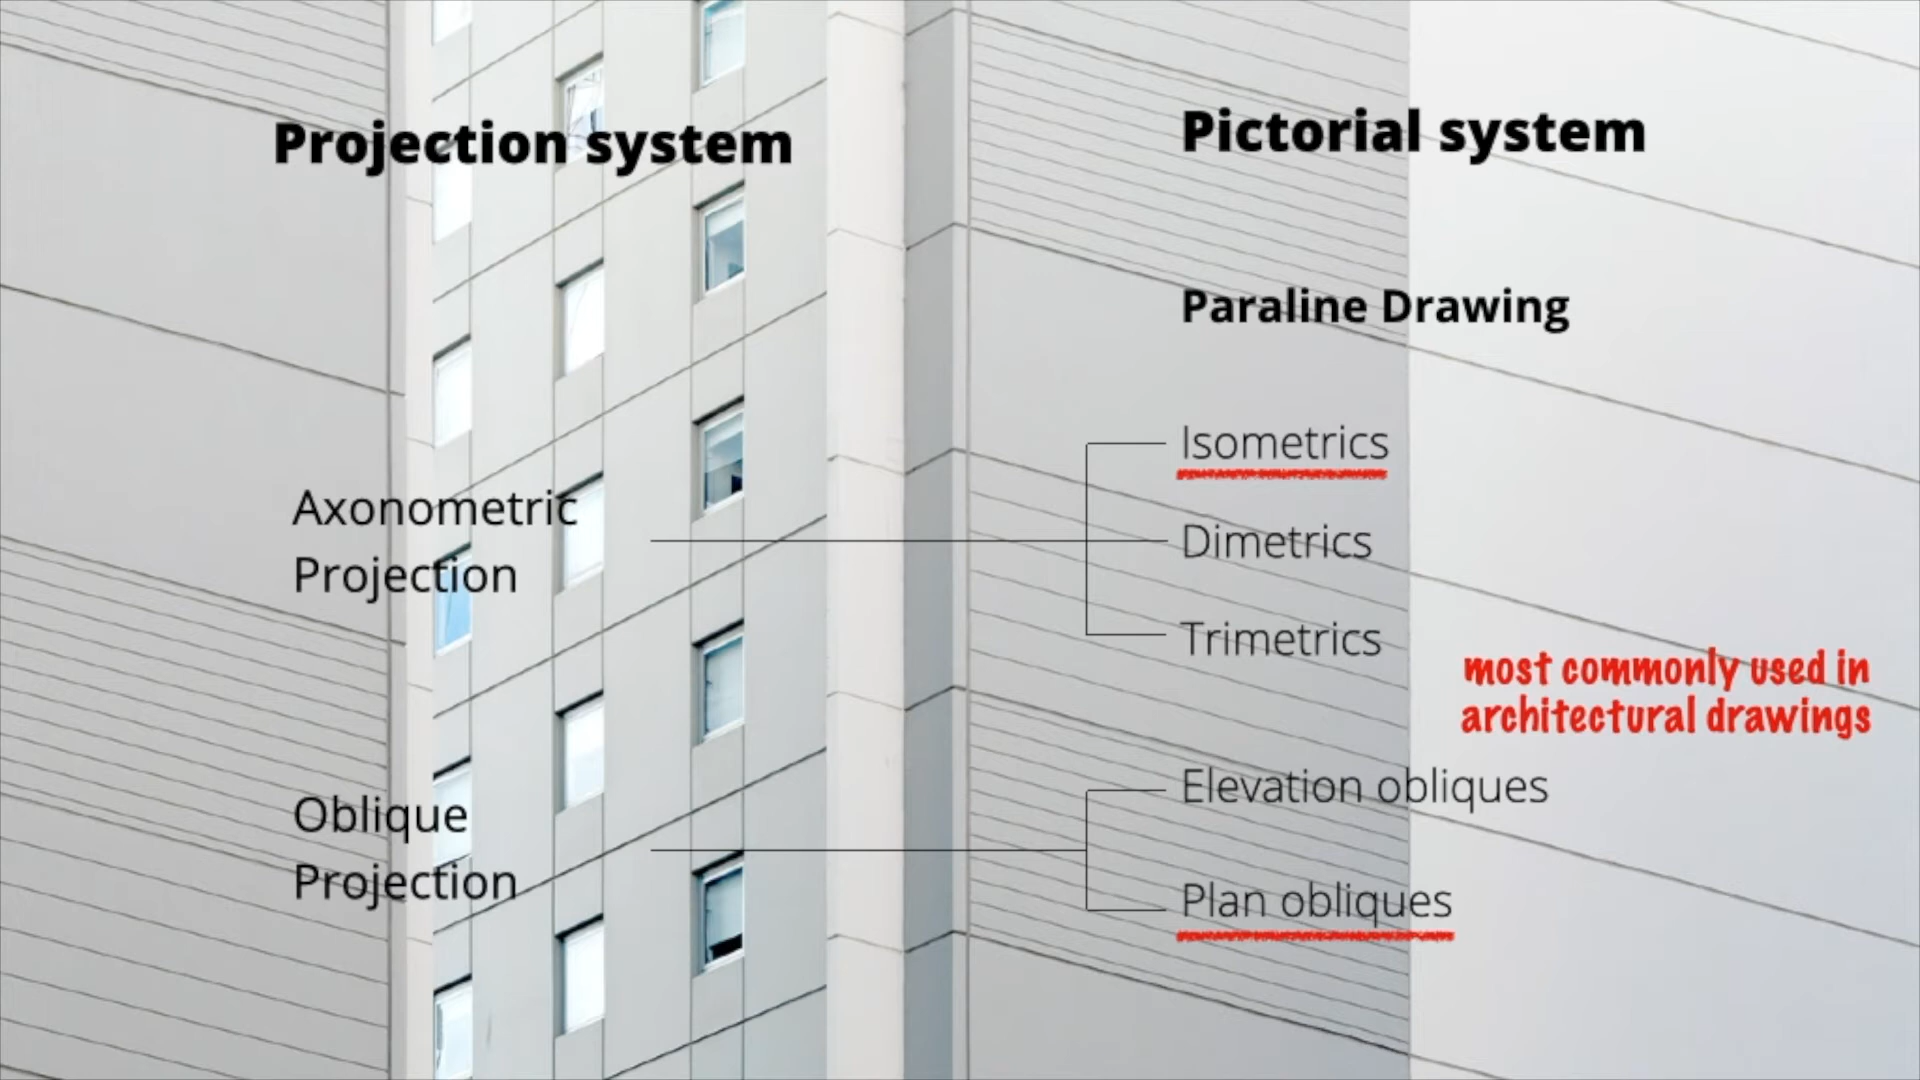 Projection system
Pictorial system
Paraline Drawing
Axonometric
Projection
Isometrics
Dimetrics
Trimetrics
most commonly used in
architectural drawings
Oblique
Projection
Elevation obliques
Plan obliques